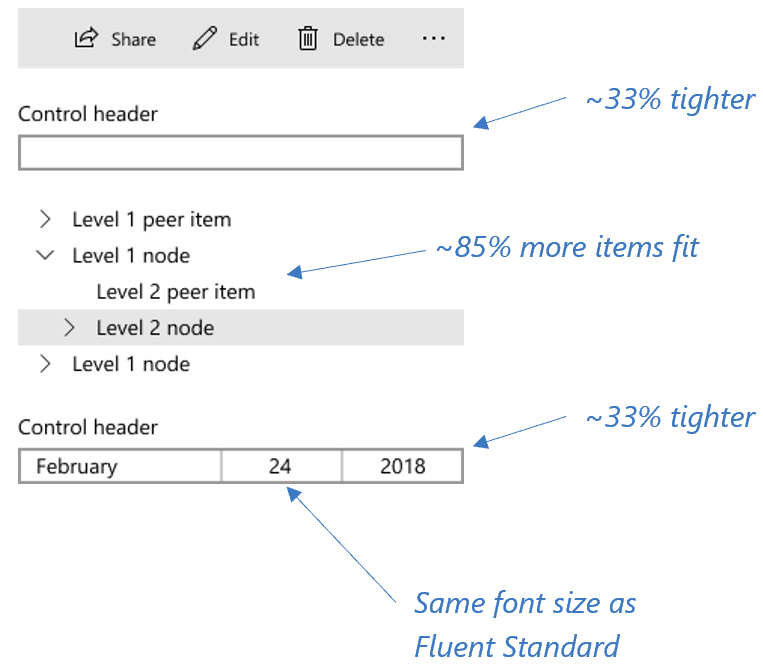 Share Edit Delete ···
~33% tighter
Control header
Level 1 peer item
~85% more items fit
Level 1 node
Level 2 peer item
Level 2 node
Level 1 node
~33% tighter
Control header
February 24 2018
Same font size as
Fluent Standard